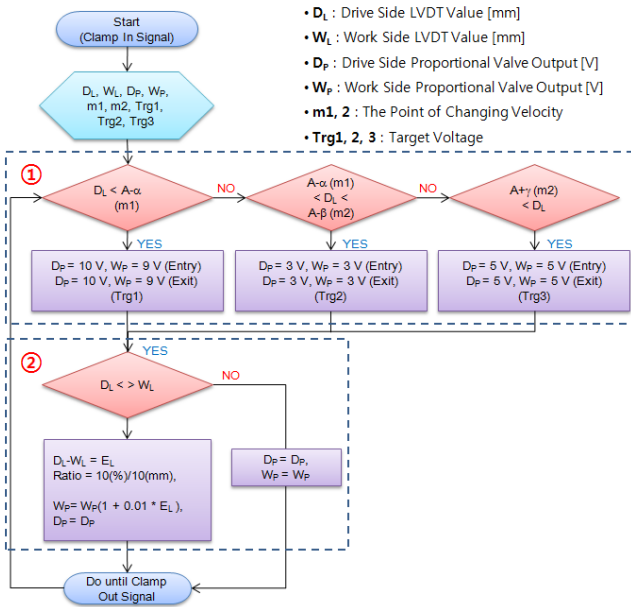 Start
(Clamp In Signal)
• DL : Drive Side LVDT Value [mm]
• WL : Work Side LVDT Value [mm]
• DP : Drive Side Proportional Valve Output [V]
• WP : Work Side Proportional Valve Output [V]
• m1, 2 : The Point of Changing Velocity
• Trg1, 2, 3 : Target Voltage
DL, WL, DP, WP,
m1, m2, Trg1,
Trg2, Trg3
①
DL < A-α
(m1)
NO
A-α (m1)
< DL <
A-β (m2)
NO
A+γ (m2)
< DL
YES
YES
YES
DP = 10 V, WP = 9 V (Entry)
DP = 10 V, WP = 9 V (Exit)
(Trg1)
DP = 3 V, WP = 3 V (Entry)
DP = 3 V, WP = 3 V (Exit)
(Trg2)
DP = 5 V, WP = 5 V (Entry)
DP = 5 V, WP = 5 V (Exit)
(Trg3)
②
YES
DL < > WL
NO
DL-WL = EL
Ratio = 10(%)/10(mm),
WP= WP(1 + 0.01 * EL ),
DP = DP
DP = DP,
WP = WP
Do until Clamp
Out Signal